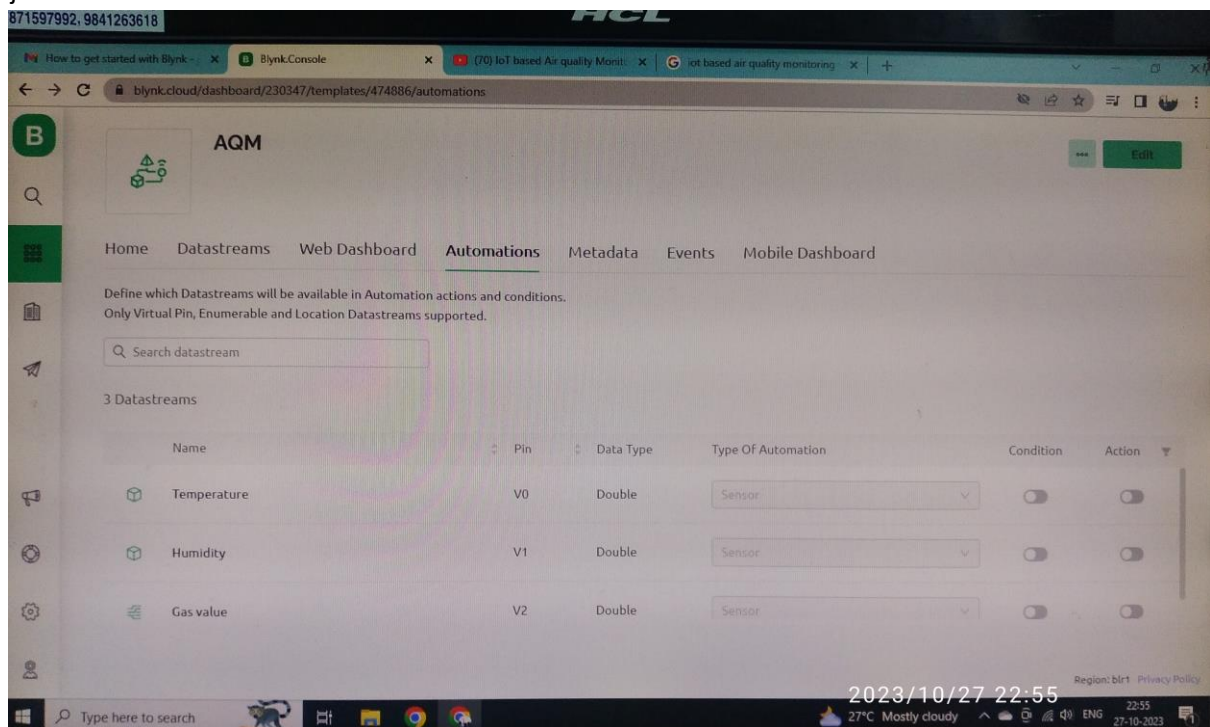 871597992, 9841263618
HCL
How to get started with Blynk -
Blynk.Console
(70) IoT based Air quality Monit
iot based air quality monitoring
blynk.cloud/dashboard/230347/templates/474886/automations
B
AQM
Edit
Home Datastreams Web Dashboard Automations Metadata Events Mobile Dashboard
Define which Datastreams will be available in Automation actions and conditions.
Only Virtual Pin, Enumerable and Location Datastreams supported.
Search datastream
3 Datastreams
Name Pin Data Type Type Of Automation Condition Action
Temperature V0 Double Sensor
Humidity V1 Double Sensor
Gas value V2 Double Sensor
Region: blr1 Privacy Policy
2023/10/27 22:55
Type here to search
27°C Mostly cloudy
ENG
22:55
27-10-2023